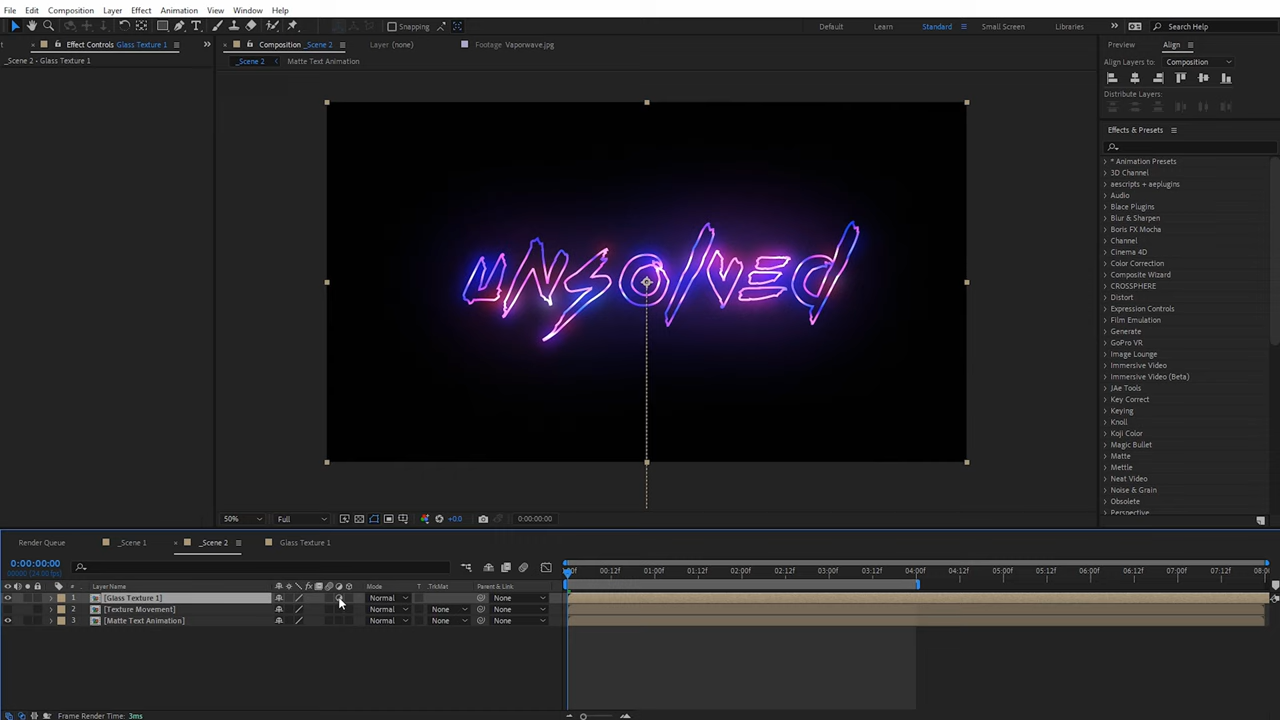 File Edit Composition Layer Effect Animation View Window Help
Snapping Default Learn Standard Small Screen Libraries Search Help
Effect Controls Glass Texture 1 Composition _Scene 2 Layer (none) Footage Vaporwave.jpg Preview Align
_Scene 2 • Glass Texture 1 _Scene 2 Matte Text Animation Align Layers to: Composition
Distribute Layers:
Effects & Presets
* Animation Presets
3D Channel
aescripts + aeplugins
Audio
Blace Plugins
Blur & Sharpen
Boris FX Mocha
Channel
Cinema 4D
Color Correction
Composite Wizard
CROSSPHERE
Distort
Expression Controls
Film Emulation
Generate
GoPro VR
Image Lounge
Immersive Video
Immersive Video (Beta)
JAe Tools
Key Correct
Keying
Knoll
Koji Color
Magic Bullet
Matte
Mettle
Neat Video
Noise & Grain
Perspective
UNSOlVED
50% Full +0.0 0:00:00:00
Render Queue _Scene 1 _Scene 2 Glass Texture 1
0:00:00:00
00000 (24.00 fps)
:00f 00:12f 01:00f 01:12f 02:00f 02:12f 03:00f 03:12f 04:00f 04:12f 05:00f 05:12f 06:00f 06:12f 07:00f 07:12f 08:0
# Layer Name fx Mode T .TrkMat Parent & Link
1 [Glass Texture 1] Normal None
2 [Texture Movement] Normal None None
3 [Matte Text Animation] Normal None None
Frame Render Time: 3ms